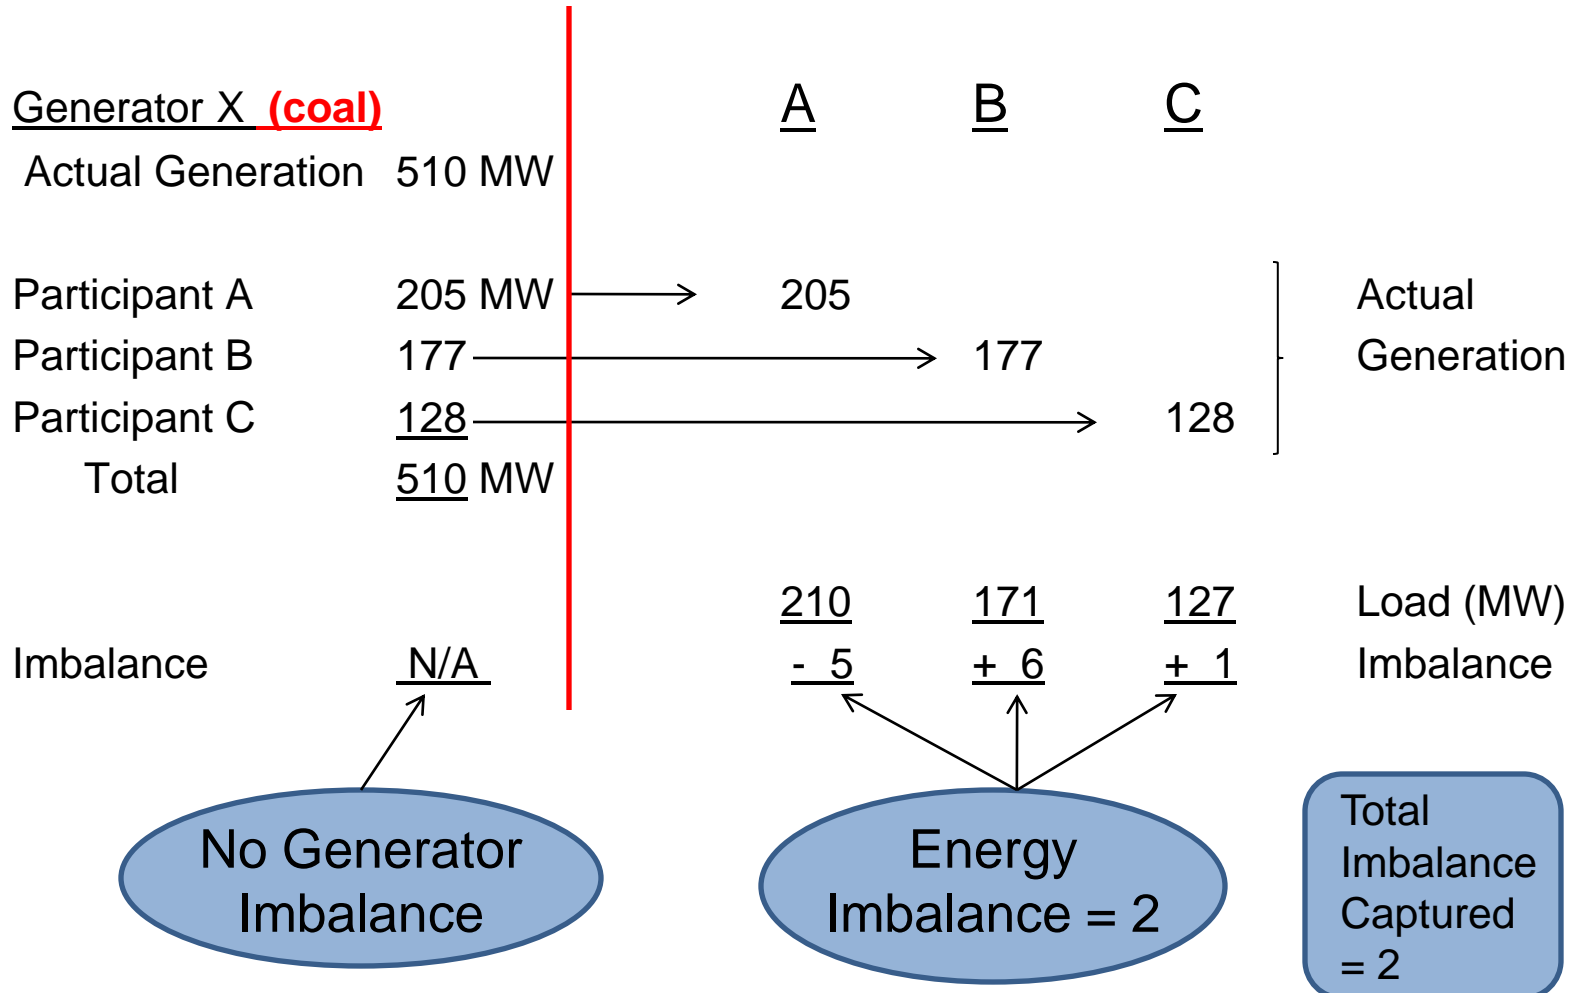 Generator X (coal) A B C
Actual Generation 510 MW
Participant A 205 MW 205 Actual
Participant B 177 177 Generation
Participant C 128 128
Total 510 MW
210 171 127 Load (MW)
Imbalance N/A - 5 + 6 + 1 Imbalance
No Generator
Imbalance
Energy
Imbalance = 2
Total
Imbalance
Captured
= 2